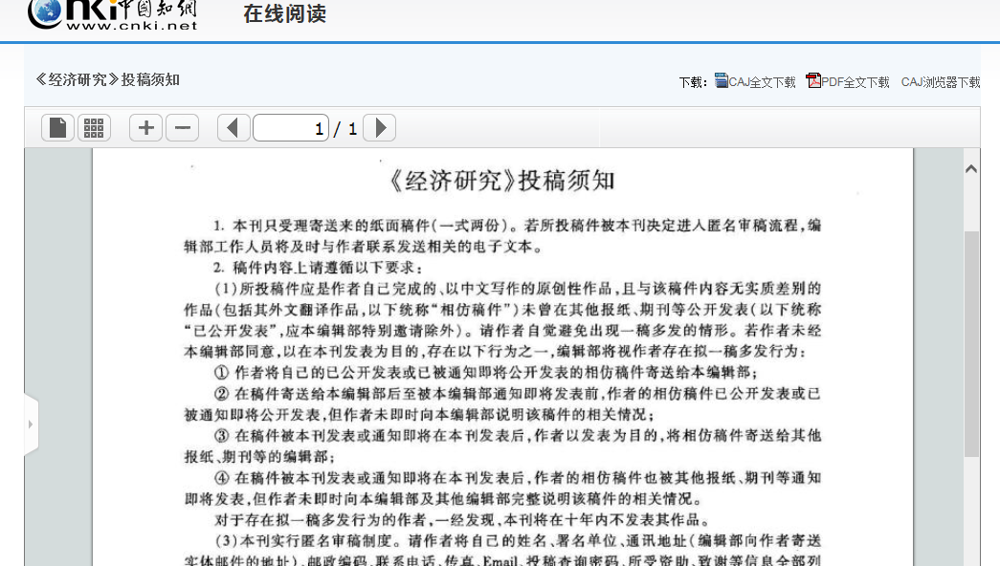 cnki中国知網
www.cnki.net
在线阅读
《经济研究》投稿须知
下载： CAJ全文下载 PDF全文下载 CAJ浏览器下载
1 / 1
《经济研究》投稿须知
1. 本刊只受理寄送来的纸面稿件(一式两份)。若所投稿件被本刊决定进入匿名审稿流程,编
辑部工作人员将及时与作者联系发送相关的电子文本。
2. 稿件内容上请遵循以下要求:
(1)所投稿件应是作者自己完成的、以中文写作的原创性作品,且与该稿件内容无实质差别的
作品(包括其外文翻译作品,以下统称“相仿稿件”)未曾在其他报纸、期刊等公开发表(以下统称
“已公开发表”,应本编辑部特别邀请除外)。请作者自觉避免出现一稿多发的情形。若作者未经
本编辑部同意,以在本刊发表为目的,存在以下行为之一,编辑部将视作者存在拟一稿多发行为:
① 作者将自己的已公开发表或已被通知即将公开发表的相仿稿件寄送给本编辑部;
② 在稿件寄送给本编辑部后至被本编辑部通知即将发表前,作者的相仿稿件已公开发表或已
被通知即将公开发表,但作者未即时向本编辑部说明该稿件的相关情况;
③ 在稿件被本刊发表或通知即将在本刊发表后,作者以发表为目的,将相仿稿件寄送给其他
报纸、期刊等的编辑部;
④ 在稿件被本刊发表或通知即将在本刊发表后,作者的相仿稿件也被其他报纸、期刊等通知
即将发表,但作者未即时向本编辑部及其他编辑部完整说明该稿件的相关情况。
对于存在拟一稿多发行为的作者,一经发现,本刊将在十年内不发表其作品。
(3)本刊实行匿名审稿制度。请作者将自己的姓名、署名单位、通讯地址(编辑部向作者寄送
实体邮件的地址)、邮政编码、联系电话、传真、Email、投稿查询密码、所受资助、致谢等信息全部列